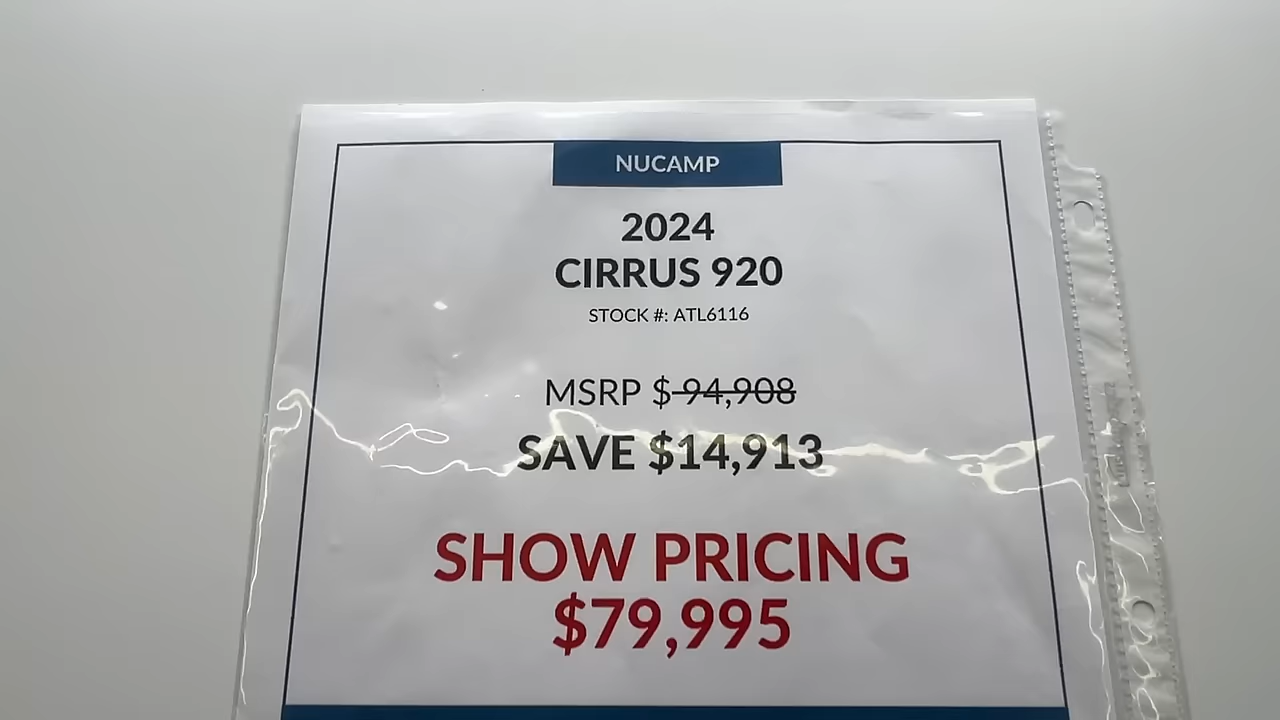 NUCAMP
2024
CIRRUS 920
STOCK #: ATL6116
MSRP $ 94,908
SAVE $14,913
SHOW PRICING
$79,995